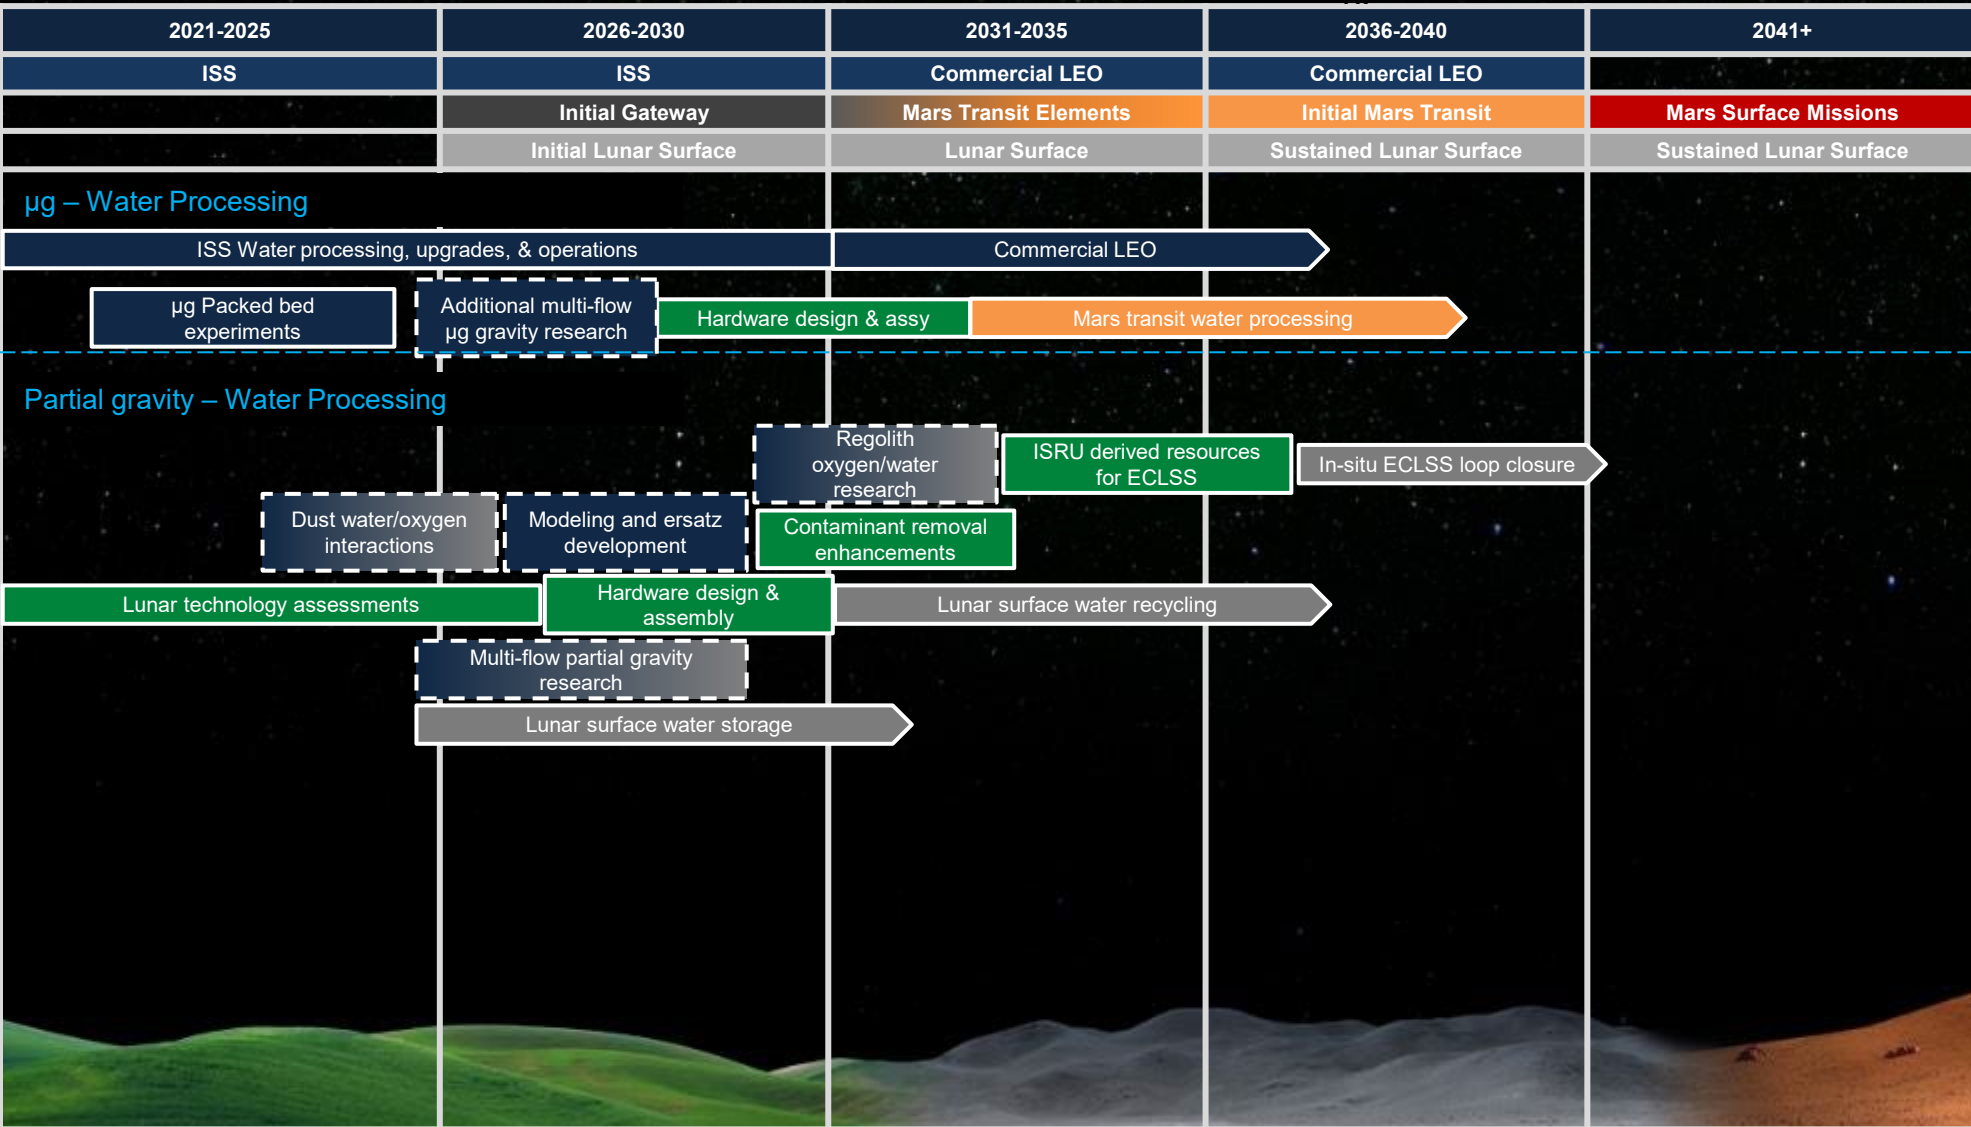 2021-2025
2026-2030
2031-2035
2036-2040
2041+
ISS
ISS
Commercial LEO
Commercial LEO
Initial Gateway
Mars Transit Elements
Initial Mars Transit
Mars Surface Missions
Initial Lunar Surface
Lunar Surface
Sustained Lunar Surface
Sustained Lunar Surface
µg – Water Processing
ISS Water processing, upgrades, & operations
Commercial LEO
µg Packed bed
experiments
Additional multi-flow
µg gravity research
Hardware design & assy
Mars transit water processing
Partial gravity – Water Processing
Regolith
oxygen/water
research
ISRU derived resources
for ECLSS
In-situ ECLSS loop closure
Dust water/oxygen
interactions
Modeling and ersatz
development
Contaminant removal
enhancements
Lunar technology assessments
Hardware design &
assembly
Lunar surface water recycling
Multi-flow partial gravity
research
Lunar surface water storage